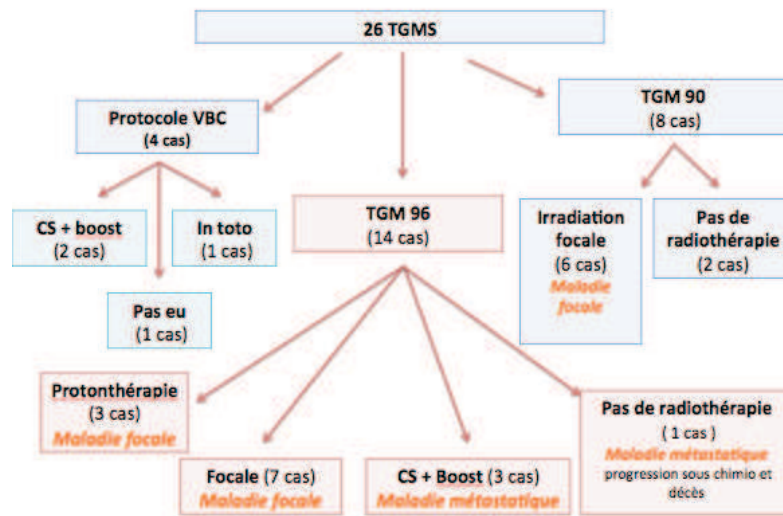 26 TGMS
Protocole VBC
(4 cas)
TGM 90
(8 cas)
CS + boost
(2 cas)
In toto
(1 cas)
Pas eu
(1 cas)
TGM 96
(14 cas)
Irradiation
focale
(6 cas)
Maladie
focale
Pas de
radiothérapie
(2 cas)
Protonthérapie
(3 cas)
Maladie focale
Focale (7 cas)
Maladie focale
CS + Boost (3 cas)
Maladie métastatique
Pas de radiothérapie
( 1 cas )
Maladie métastatique
progression sous chimio et
décès